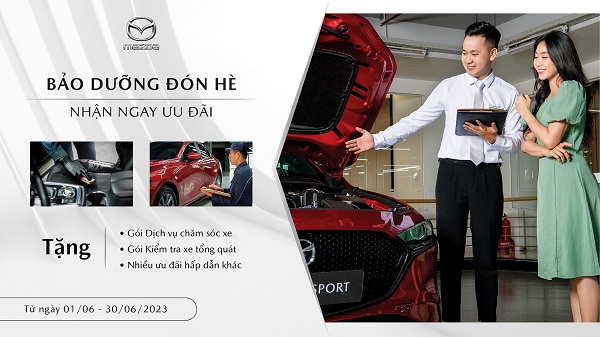 mazda
BẢO DƯỠNG ĐÓN HÈ
NHẬN NGAY ƯU ĐÃI
Tặng
• Gói Dịch vụ chăm sóc xe
• Gói Kiểm tra xe tổng quát
• Nhiều ưu đãi hấp dẫn khác
Từ ngày 01/06 - 30/06/2023
SPORT